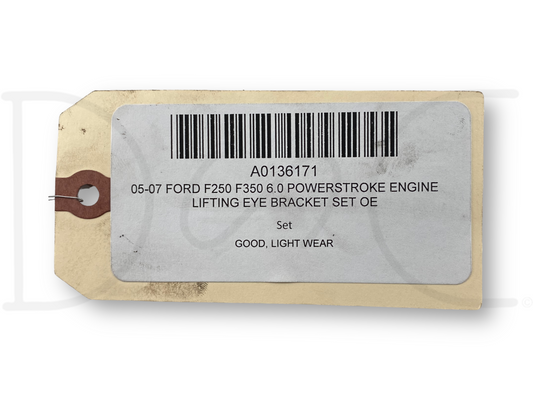 A0136171
05-07 FORD F250 F350 6.0 POWERSTROKE ENGINE
LIFTING EYE BRACKET SET OE
Set
GOOD, LIGHT WEAR